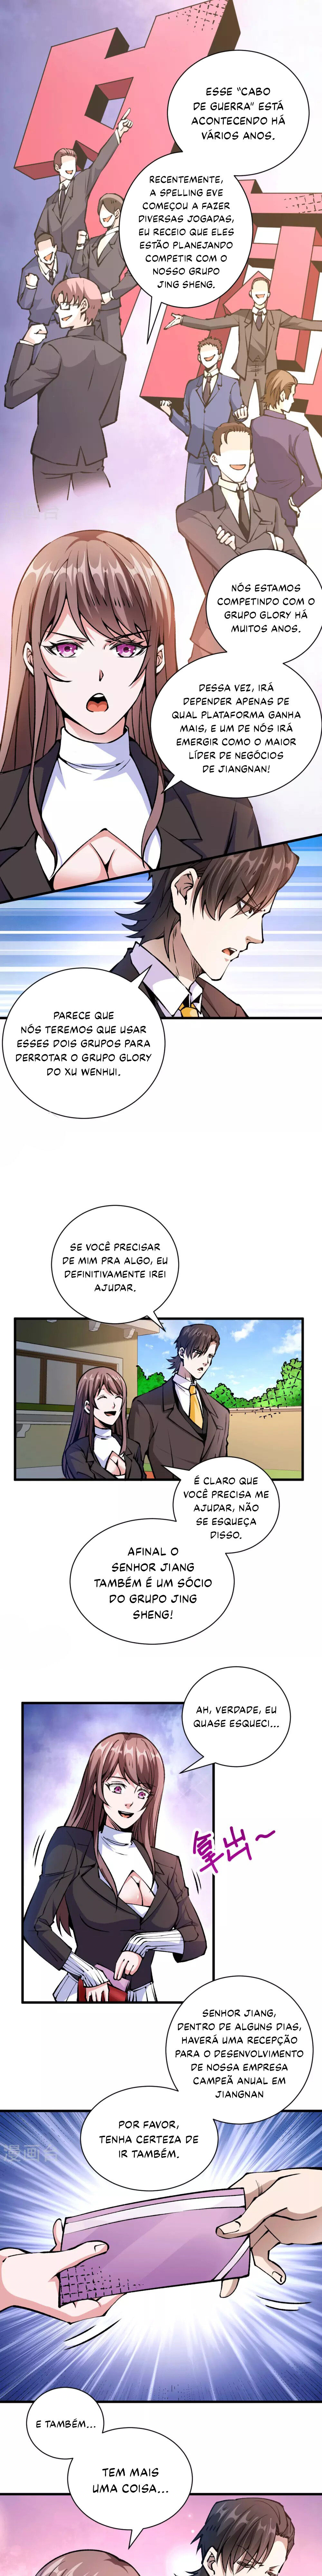 ESSE "CABO
DE GUERRA" ESTÁ
ACONTECENDO HÁ
VÁRIOS ANOS.
RECENTEMENTE,
A SPELLING EVE
COMEÇOU A FAZER
DIVERSAS JOGADAS,
EU RECEIO QUE ELES
ESTÃO PLANEJANDO
COMPETIR COM O
NOSSO GRUPO
JING SHENG.
NÓS ESTAMOS
COMPETINDO COM O
GRUPO GLORY HÁ
MUITOS ANOS.
DESSA VEZ, IRÁ
DEPENDER APENAS DE
QUAL PLATAFORMA GANHA
MAIS, E UM DE NÓS IRÁ
EMERGIR COMO O MAIOR
LÍDER DE NEGÓCIOS
DE JIANGNAN!
PARECE QUE
NÓS TEREMOS QUE USAR
ESSES DOIS GRUPOS PARA
DERROTAR O GRUPO GLORY
DO XU WENHUI.
SE VOCÊ PRECISAR
DE MIM PRA ALGO, EU
DEFINITIVAMENTE IREI
AJUDAR.
É CLARO QUE
VOCÊ PRECISA ME
AJUDAR, NÃO
SE ESQUEÇA
DISSO.
AFINAL O
SENHOR JIANG
TAMBÉM É UM SÓCIO
DO GRUPO JING
SHENG!
AH, VERDADE, EU
QUASE ESQUECI...
拿出~
SENHOR JIANG,
DENTRO DE ALGUNS DIAS,
HAVERÁ UMA RECEPÇÃO
PARA O DESENVOLVIMENTO
DE NOSSA EMPRESA
CAMPEÃ ANUAL EM
JIANGNAN
POR FAVOR,
TENHA CERTEZA DE
IR TAMBÉM.
漫画台
E TAMBÉM...
TEM MAIS
UMA COISA...